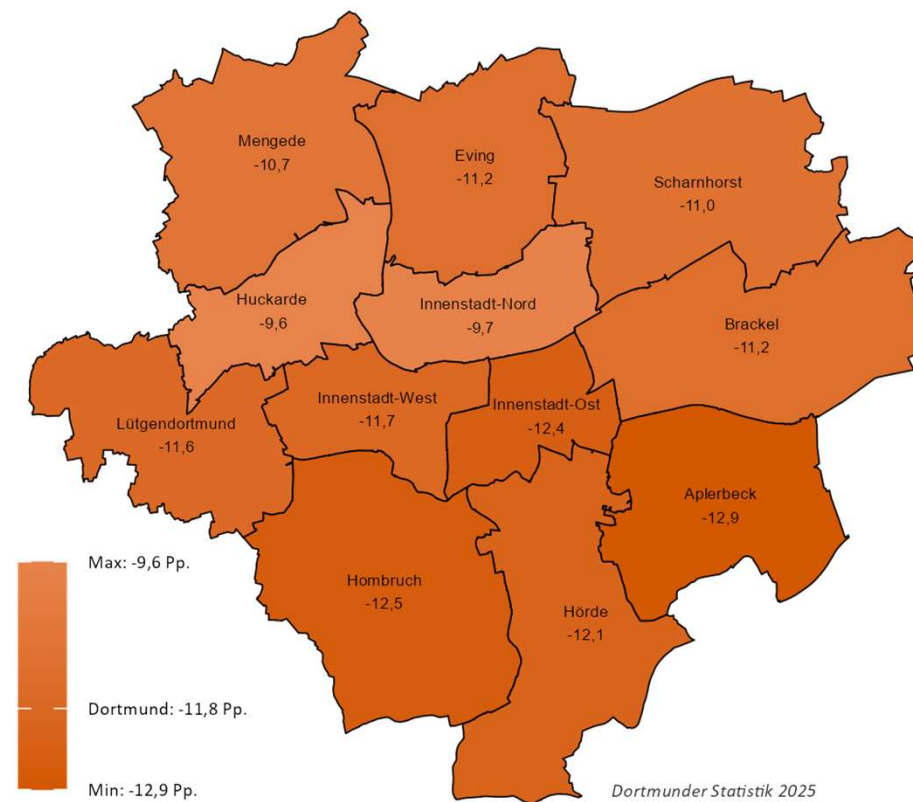 Mengede
-10,7
Eving
-11,2
Scharnhorst
-11,0
Huckarde
-9,6
Innenstadt-Nord
-9,7
Brackel
-11,2
Lütgendortmund
-11,6
Innenstadt-West
-11,7
Innenstadt-Ost
-12,4
Aplerbeck
-12,9
Hombruch
-12,5
Hörde
-12,1
Max: -9,6 Pp.
Dortmund: -11,8 Pp.
Min: -12,9 Pp.
Dortmunder Statistik 2025